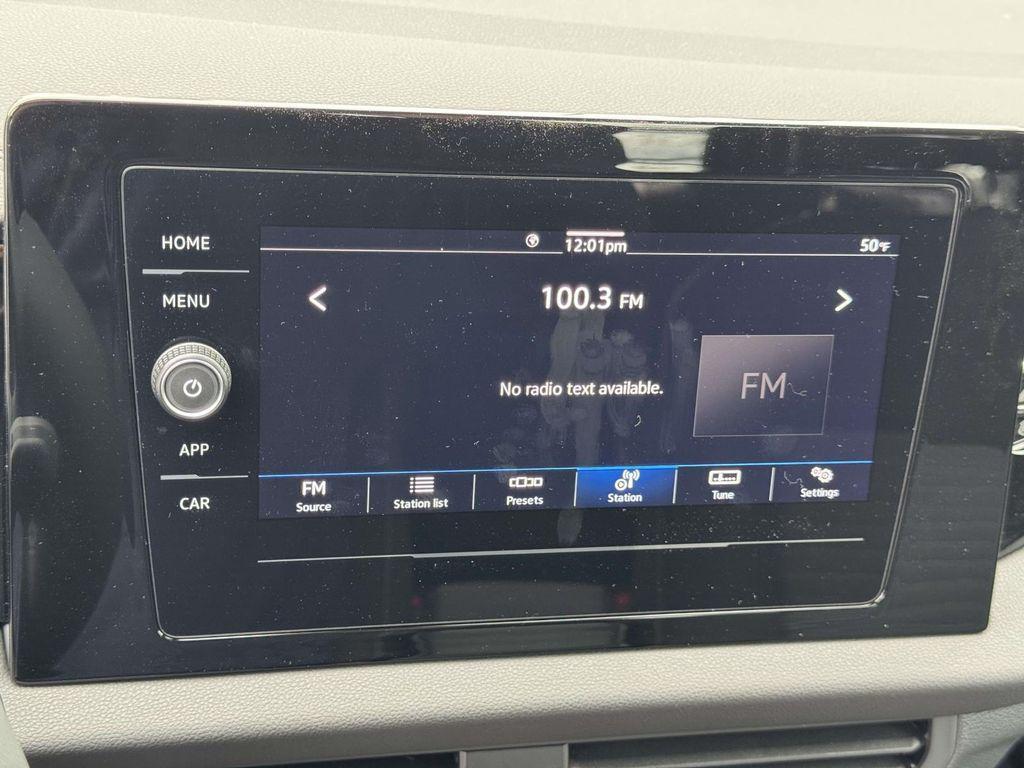 HOME
MENU
APP
CAR
12:01pm
50°F
< 100.3 FM >
No radio text available.
FM
FM
Source
Station list
Presets
Station
Tune
Settings